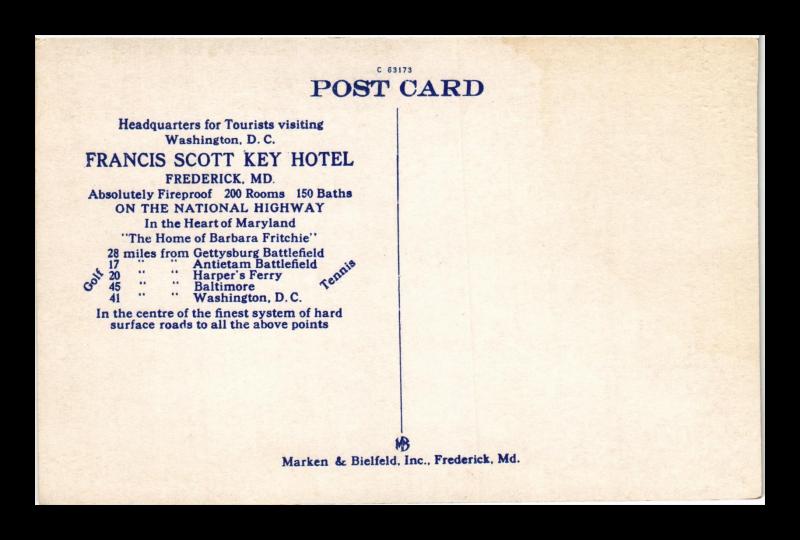 C 63173
POST CARD
Headquarters for Tourists visiting
Washington, D. C.
FRANCIS SCOTT KEY HOTEL
FREDERICK, MD.
Absolutely Fireproof 200 Rooms 150 Baths
ON THE NATIONAL HIGHWAY
In the Heart of Maryland
"The Home of Barbara Fritchie"
28 miles from Gettysburg Battlefield
17 " " Antietam Battlefield
20 " " Harper's Ferry
45 " " Baltimore
41 " " Washington, D. C.
Golf
Tennis
In the centre of the finest system of hard
surface roads to all the above points
MB
Marken & Bielfeld, Inc., Frederick, Md.